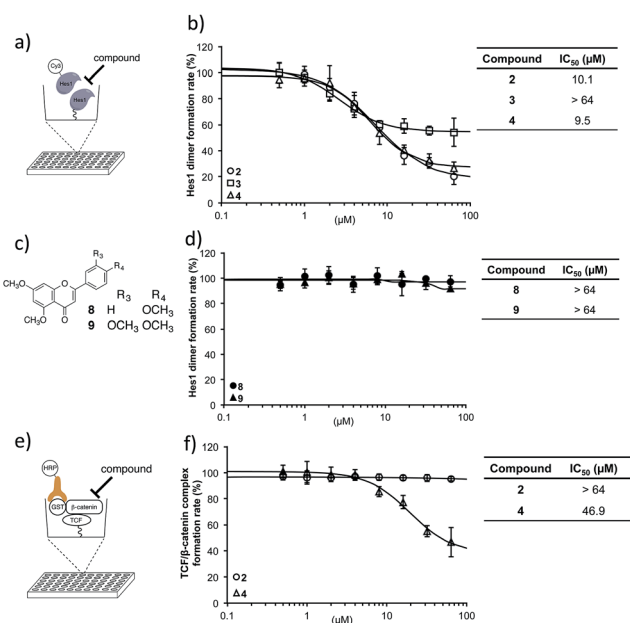 a)
compound
Cy3
Hes1
Hes1
b)
Hes1 dimer formation rate (%)
120
100
80
60
40
20
0
0.1
1
10
100
(μM)
2
3
4
Compound IC50 (μM)
2 10.1
3 > 64
4 9.5
c)
R3
R4
CH3O
O
CH3O
O
R3 R4
8 H OCH3
9 OCH3 OCH3
d)
Hes1 dimer formation rate (%)
120
100
80
60
40
20
0
0.1
1
10
100
(μM)
8
9
Compound IC50 (μM)
8 > 64
9 > 64
e)
compound
HRP
GST
β-catenin
TCF
f)
TCF/β-catenin complex
formation rate (%)
120
100
80
60
40
20
0
0.1
1
10
100
(μM)
2
4
Compound IC50 (μM)
2 > 64
4 46.9